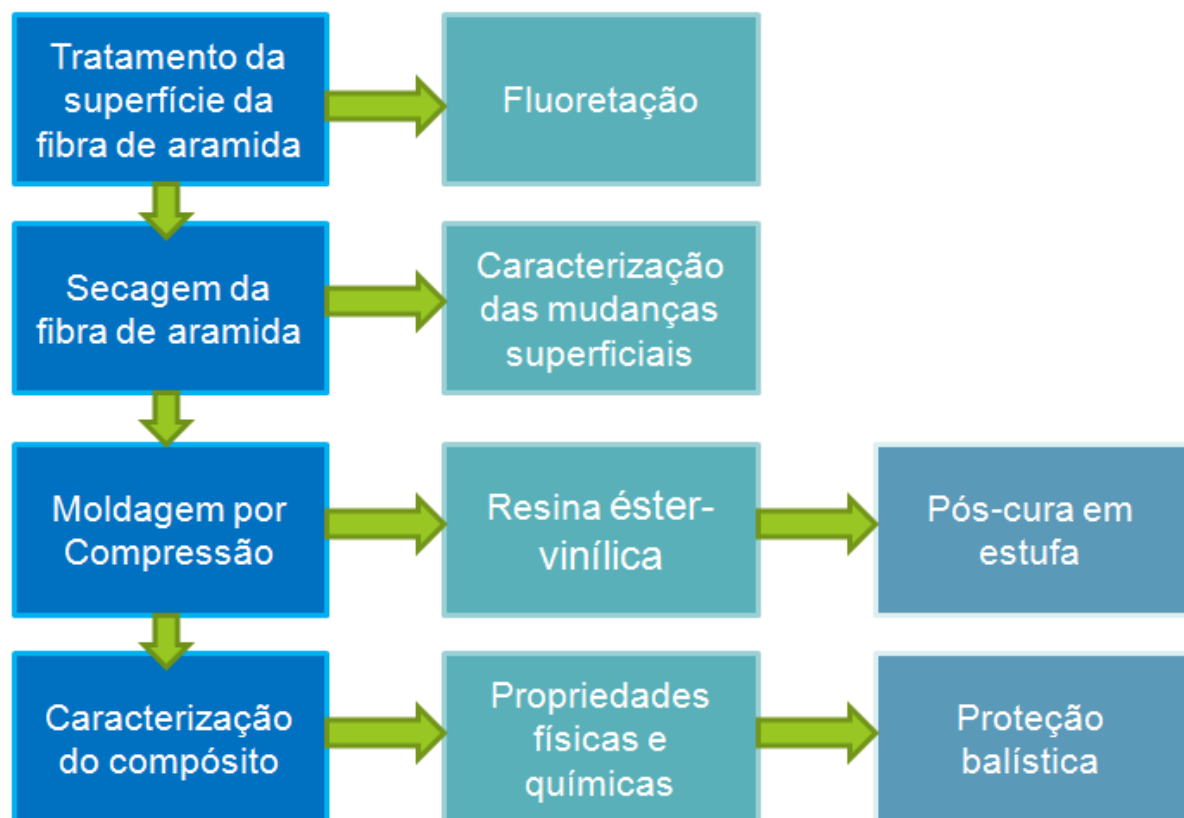 Tratamento da
superfície da
fibra de aramida
Fluoretação
Secagem da
fibra de aramida
Caracterização
das mudanças
superficiais
Moldagem por
Compressão
Resina éster-
vinílica
Pós-cura em
estufa
Caracterização
do compósito
Propriedades
físicas e
químicas
Proteção
balística